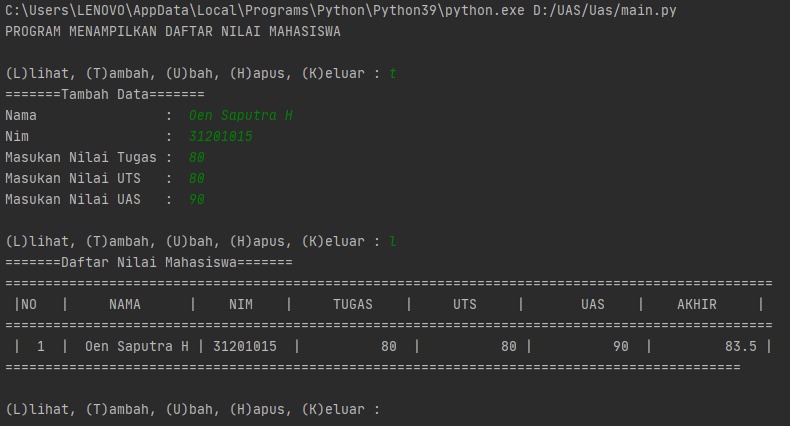 C:\Users\LENOVO\AppData\Local\Programs\Python\Python39\python.exe D:/UAS/Uas/main.py
PROGRAM MENAMPILKAN DAFTAR NILAI MAHASISWA
(L)lihat, (T)ambah, (U)bah, (H)apus, (K)eluar : t
=======Tambah Data=======
Nama                :  Oen Saputra H
Nim                 :  31201015
Masukan Nilai Tugas :  80
Masukan Nilai UTS   :  80
Masukan Nilai UAS   :  90
(L)lihat, (T)ambah, (U)bah, (H)apus, (K)eluar : l
=======Daftar Nilai Mahasiswa=======
================================================================================================
 |NO   |     NAMA      |    NIM    |     TUGAS    |     UTS     |       UAS    |    AKHIR     |
================================================================================================
 |  1  |  Oen Saputra H | 31201015  |          80  |          80 |          90  |         83.5 |
============================================================================================
(L)lihat, (T)ambah, (U)bah, (H)apus, (K)eluar :